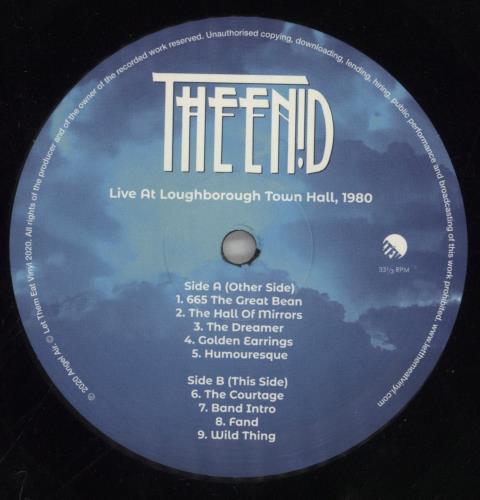 THE ENID
Live At Loughborough Town Hall, 1980
33⅓ RPM
Side A (Other Side)
1. 665 The Great Bean
2. The Hall Of Mirrors
3. The Dreamer
4. Golden Earrings
5. Humouresque
Side B (This Side)
6. The Courtage
7. Band Intro
8. Fand
9. Wild Thing
℗ 2020 Angel Air. © Let Them Eat Vinyl 2020. All rights of the producer and of the owner of the recorded work reserved. Unauthorised copying, downloading, lending, hiring, public performance and broadcasting of this work prohibited. www.letthemeatvinyl.com